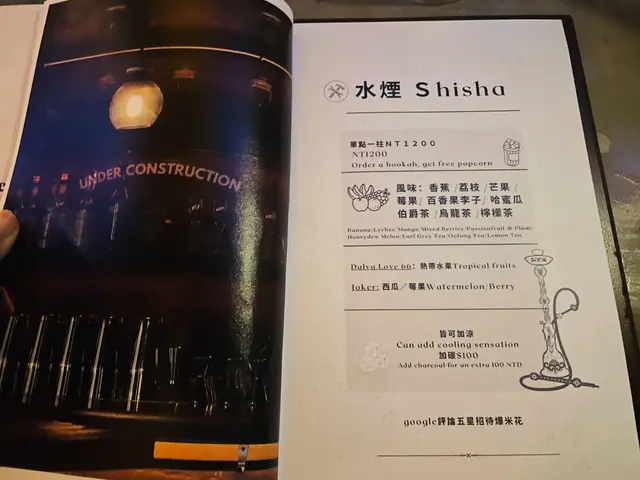 UNDER CONSTRUCTION
水煙 Shisha
單點一柱NT1200
NT1200
Order a hookah, get free popcorn
風味: 香蕉/荔枝/芒果/
莓果/百香果李子/哈蜜瓜
伯爵茶/烏龍茶/檸檬茶
Banana/Lychee/Mango/Mixed Berries/Passionfruit & Plum/
Honeydew Melon/Earl Grey Tea/Oolong Tea/Lemon Tea
Dalya Love 66: 熱帶水果Tropical fruits
Joker: 西瓜/莓果Watermelon/Berry
皆可加涼
Can add cooling sensation
加碳$100
Add charcoal for an extra 100 NTD
google評論五星招待爆米花